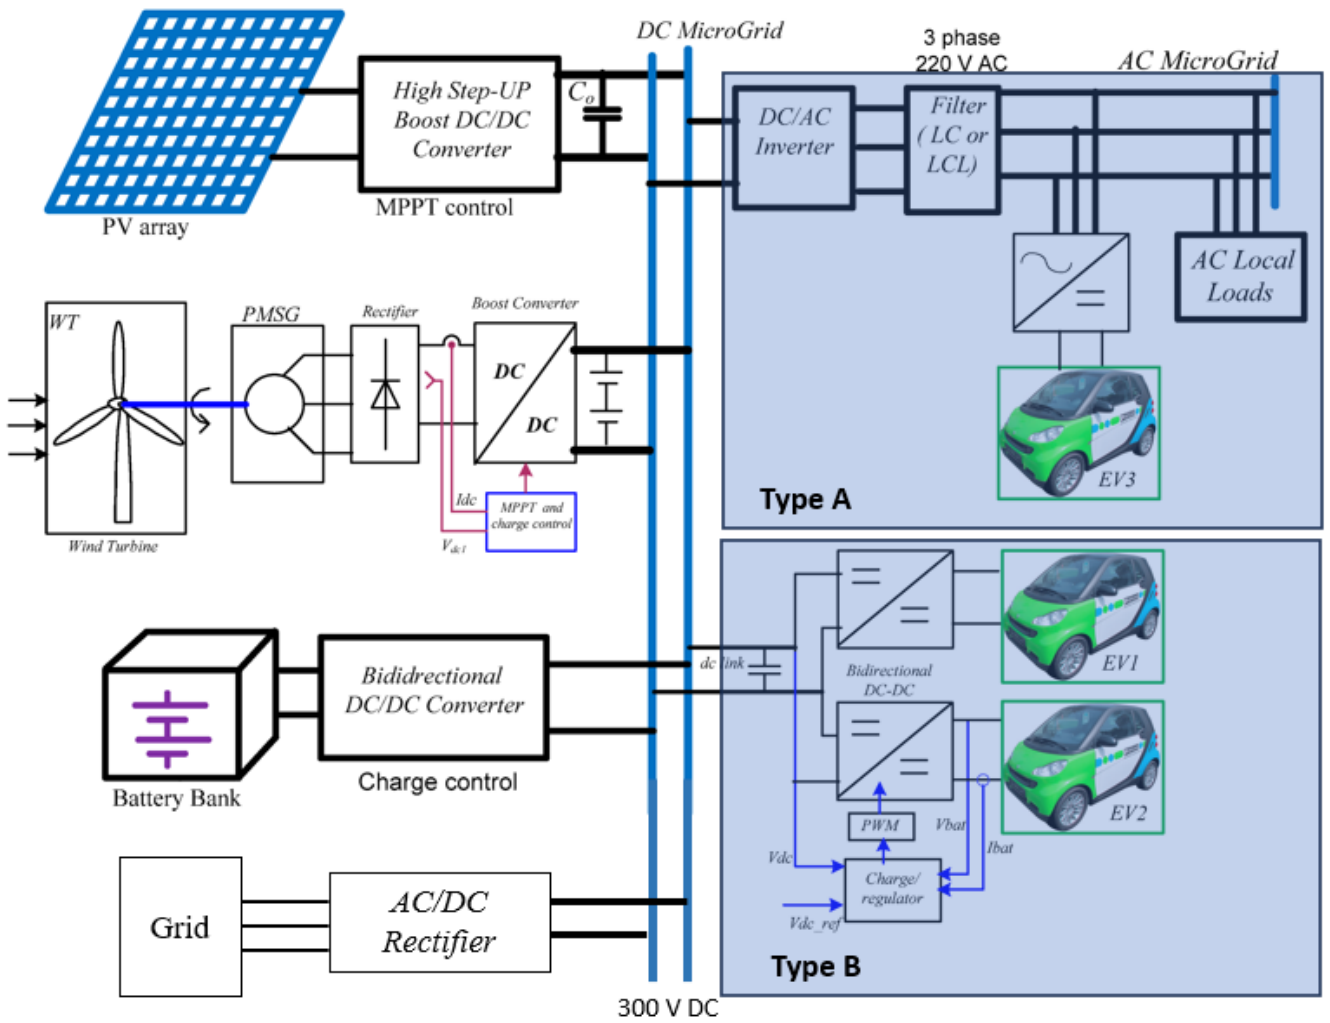 DC MicroGrid
3 phase
220 V AC
AC MicroGrid
High Step-UP
Boost DC/DC
Converter
Co
MPPT control
PV array
DC/AC
Inverter
Filter
( LC or
LCL)
AC Local
Loads
EV3
Type A
WT
PMSG
Rectifier
Boost Converter
DC
DC
Idc
Vdc1
MPPT and
charge control
Wind Turbine
Bididrectional
DC/DC Converter
Charge control
Battery Bank
dc link
Bidirectional
DC-DC
EV1
EV2
PWM
Vbat
Ibat
Vdc
Charge/
regulator
Vdc_ref
Type B
Grid
AC/DC
Rectifier
300 V DC